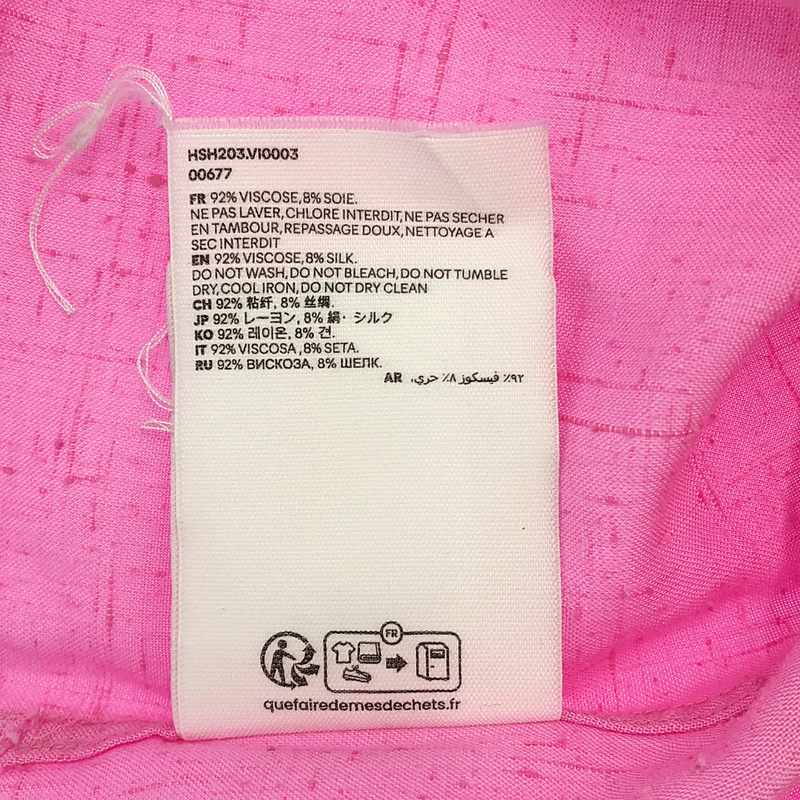 HSH203.VI0003
00677
FR 92% VISCOSE,8% SOIE.
NE PAS LAVER,CHLORE INTERDIT,NE PAS SECHER
EN TAMBOUR,REPASSAGE DOUX,NETTOYAGE A
SEC INTERDIT
EN 92% VISCOSE,8% SILK.
DO NOT WASH,DO NOT BLEACH,DO NOT TUMBLE
DRY,COOL IRON,DO NOT DRY CLEAN
CH 92% 粘纤, 8% 丝绸.
JP 92% レーヨン, 8% 絹・シルク
KO 92% 레이온, 8% 견.
IT 92% VISCOSA ,8% SETA.
RU 92% ВИСКОЗА, 8% ШЕЛК.
AR ٩٢٪ فيسكوز ٨٪ حري،
FR
quefairedemesdechets.fr